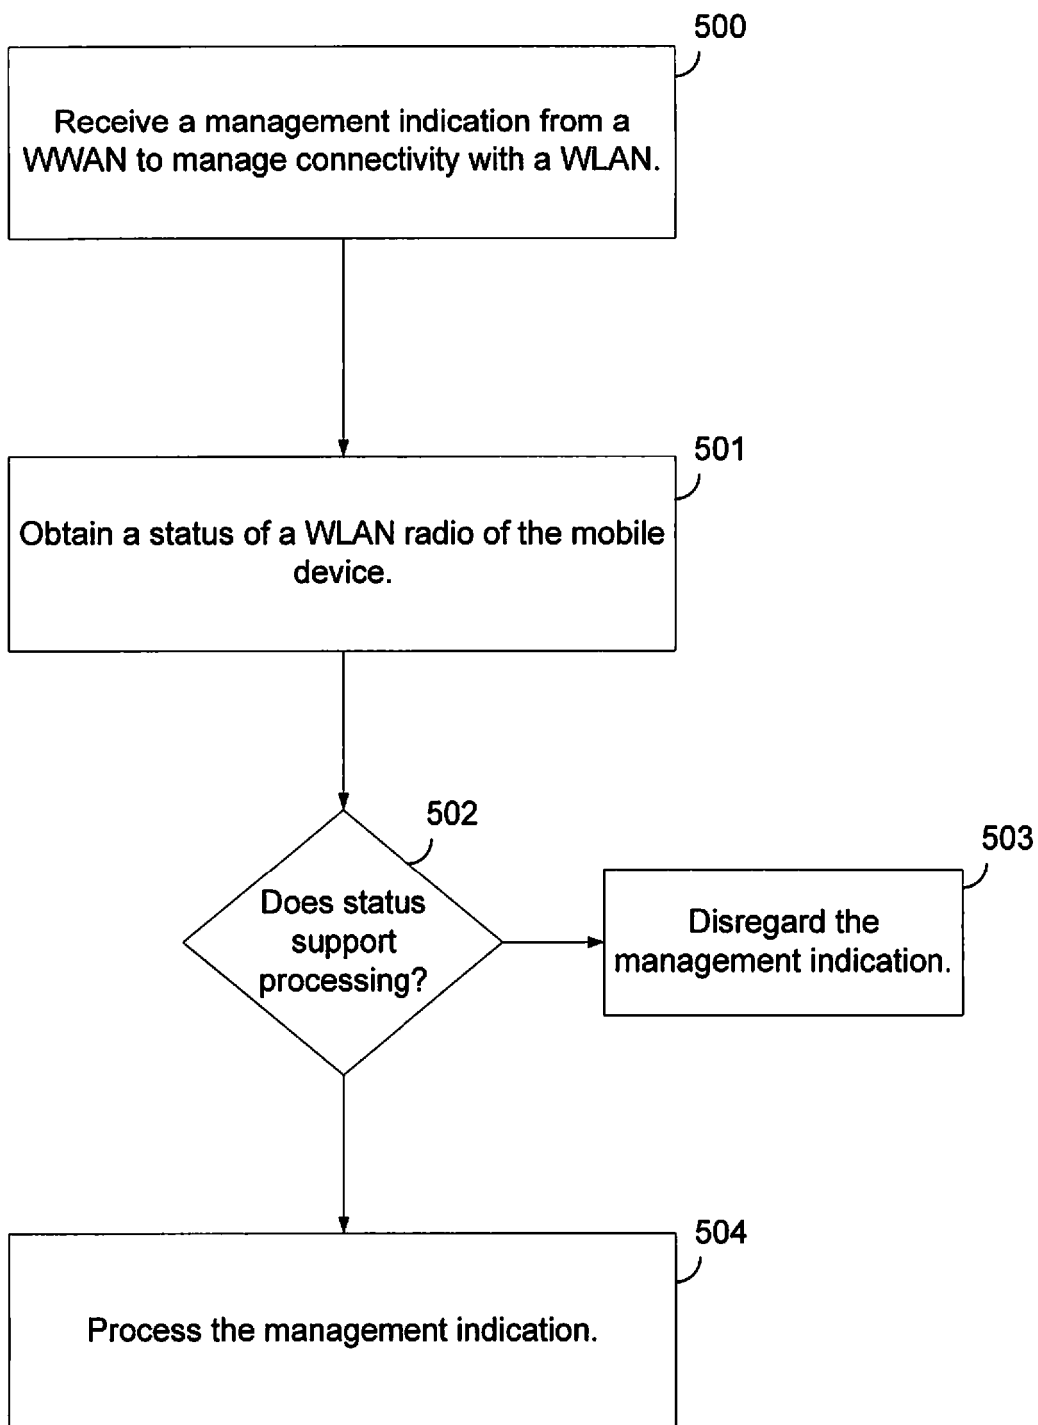 500
Receive a management indication from a
WWAN to manage connectivity with a WLAN.
501
Obtain a status of a WLAN radio of the mobile
device.
502
Does status
support
processing?
503
Disregard the
management indication.
504
Process the management indication.